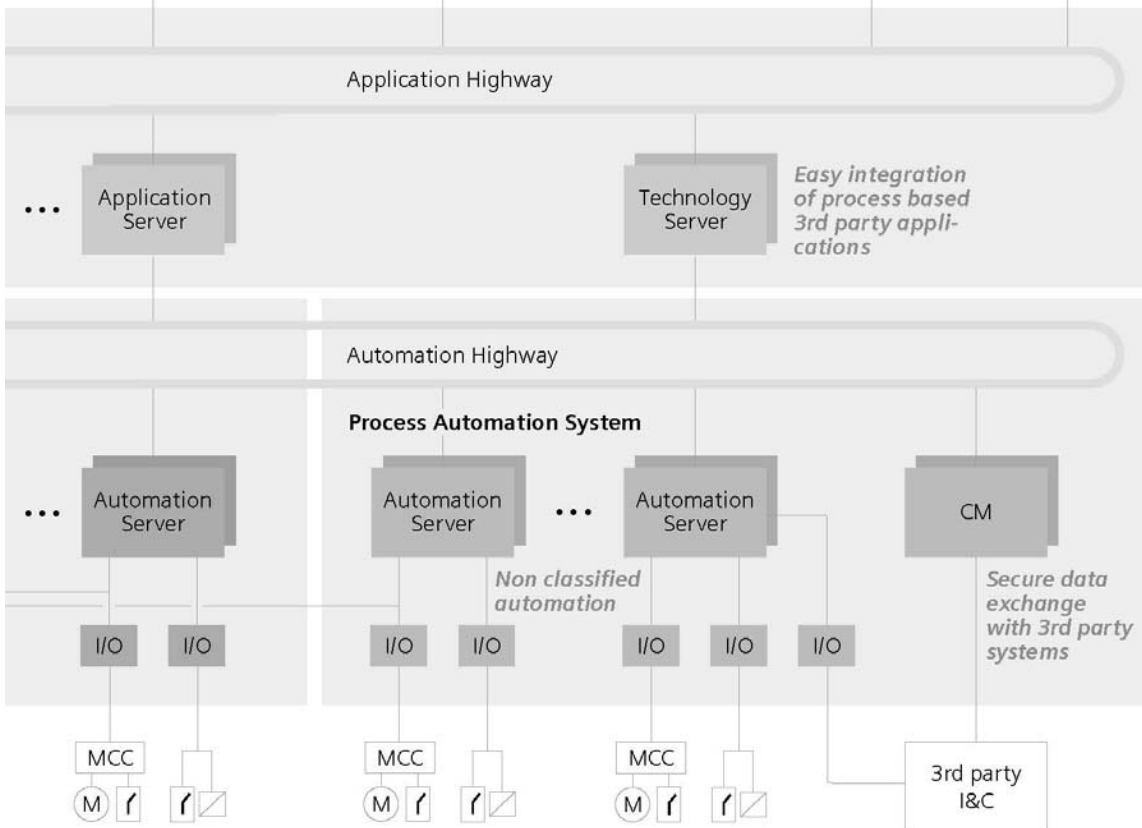 Application Highway
...
Application
Server
Technology
Server
Easy integration
of process based
3rd party appli-
cations
Automation Highway
Process Automation System
...
Automation
Server
Automation
Server
...
Automation
Server
CM
Non classified
automation
Secure data
exchange
with 3rd party
systems
I/O
I/O
I/O
I/O
I/O
I/O
I/O
MCC
M
MCC
M
MCC
M
3rd party
I&C